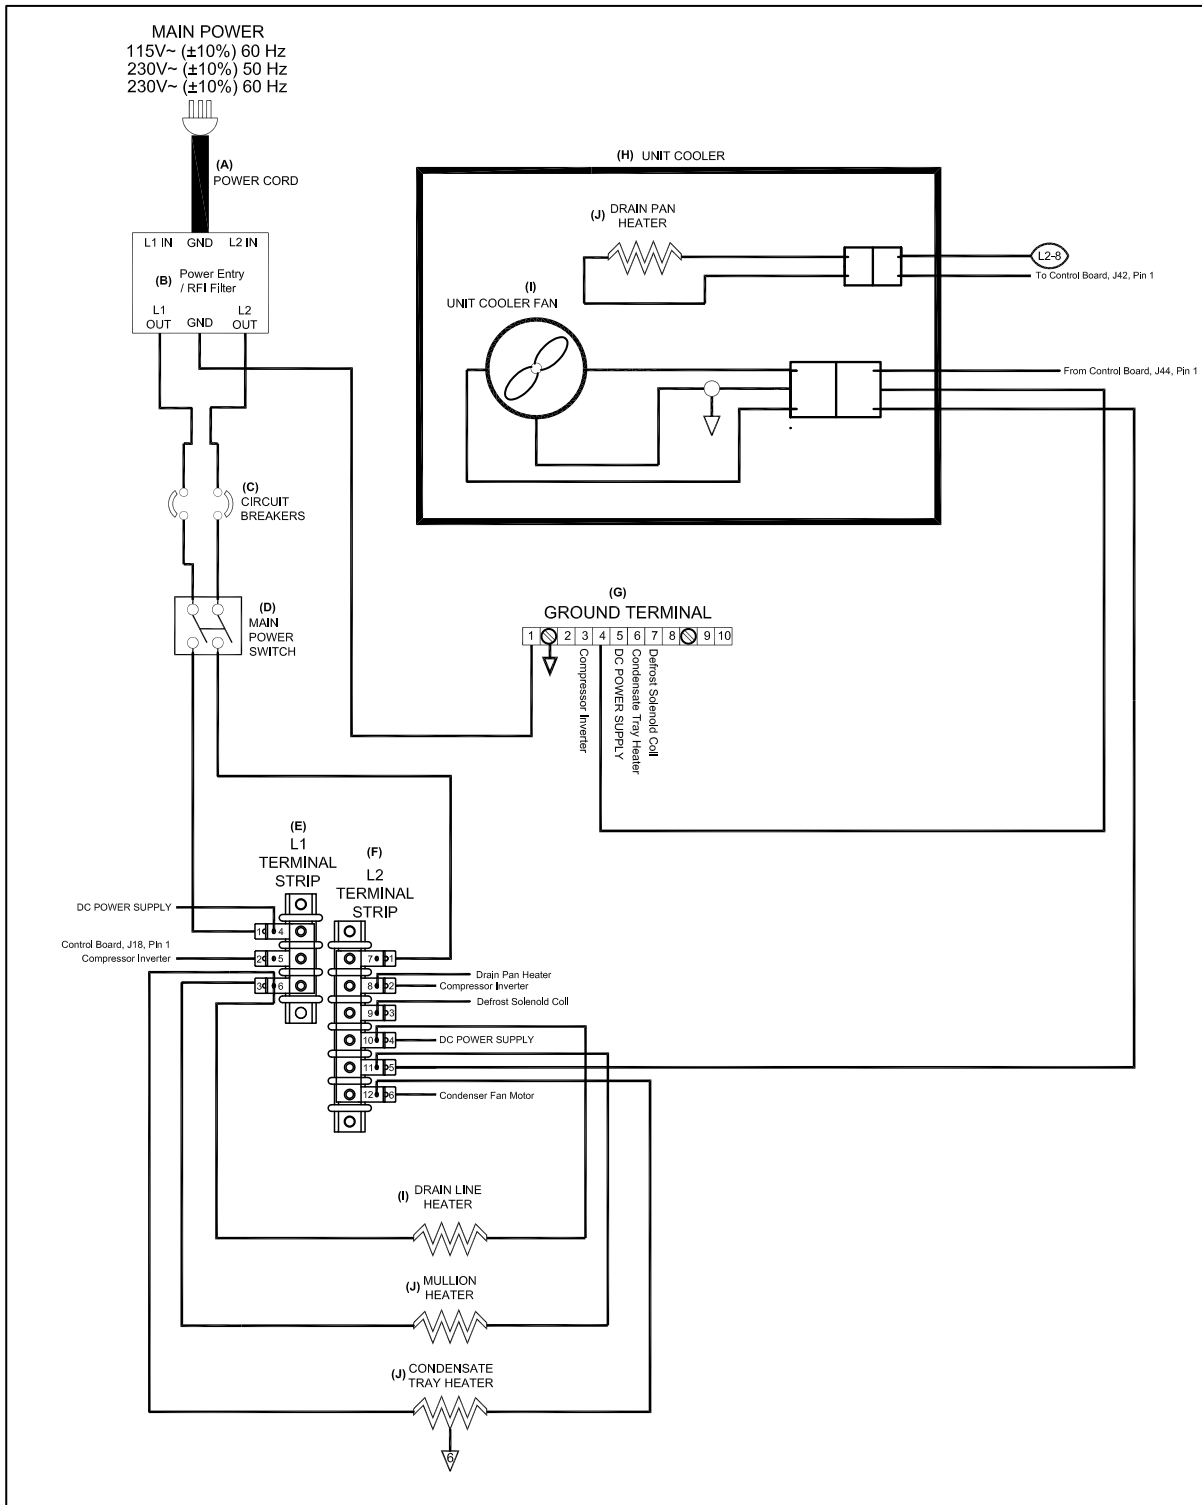 MAIN POWER
115V~ (±10%) 60 Hz
230V~ (±10%) 50 Hz
230V~ (±10%) 60 Hz
(A)
POWER CORD
L1 IN GND L2 IN
(B) Power Entry
/ RFI Filter
L1
OUT
GND
L2
OUT
(C)
CIRCUIT
BREAKERS
(D)
MAIN
POWER
SWITCH
(H) UNIT COOLER
(J) DRAIN PAN
HEATER
L2-8
To Control Board, J42, Pin 1
(I)
UNIT COOLER FAN
From Control Board, J44, Pin 1
(G)
GROUND TERMINAL
1 2 3 4 5 6 7 8 9 10
Compressor Inverter
DC POWER SUPPLY
Condensate Tray Heater
Defrost Solenoid Coil
(E)
L1
TERMINAL
STRIP
(F)
L2
TERMINAL
STRIP
DC POWER SUPPLY
1 4
Control Board, J18, Pin 1
Compressor Inverter
2 5
3 6
7 1
Drain Pan Heater
8 2
Compressor Inverter
Defrost Solenoid Coil
9 3
10 4
DC POWER SUPPLY
11 5
12 6
Condenser Fan Motor
(I) DRAIN LINE
HEATER
(J) MULLION
HEATER
(J) CONDENSATE
TRAY HEATER
6